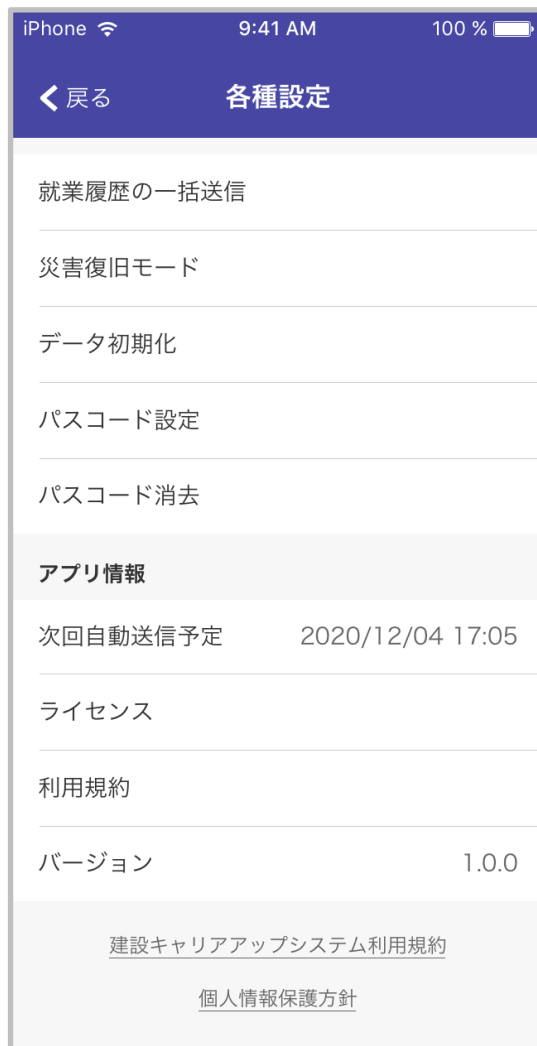 iPhone 9:41 AM 100 %
戻る 各種設定
就業履歴の一括送信
災害復旧モード
データ初期化
パスコード設定
パスコード消去
アプリ情報
次回自動送信予定 2020/12/04 17:05
ライセンス
利用規約
バージョン 1.0.0
建設キャリアアップシステム利用規約
個人情報保護方針